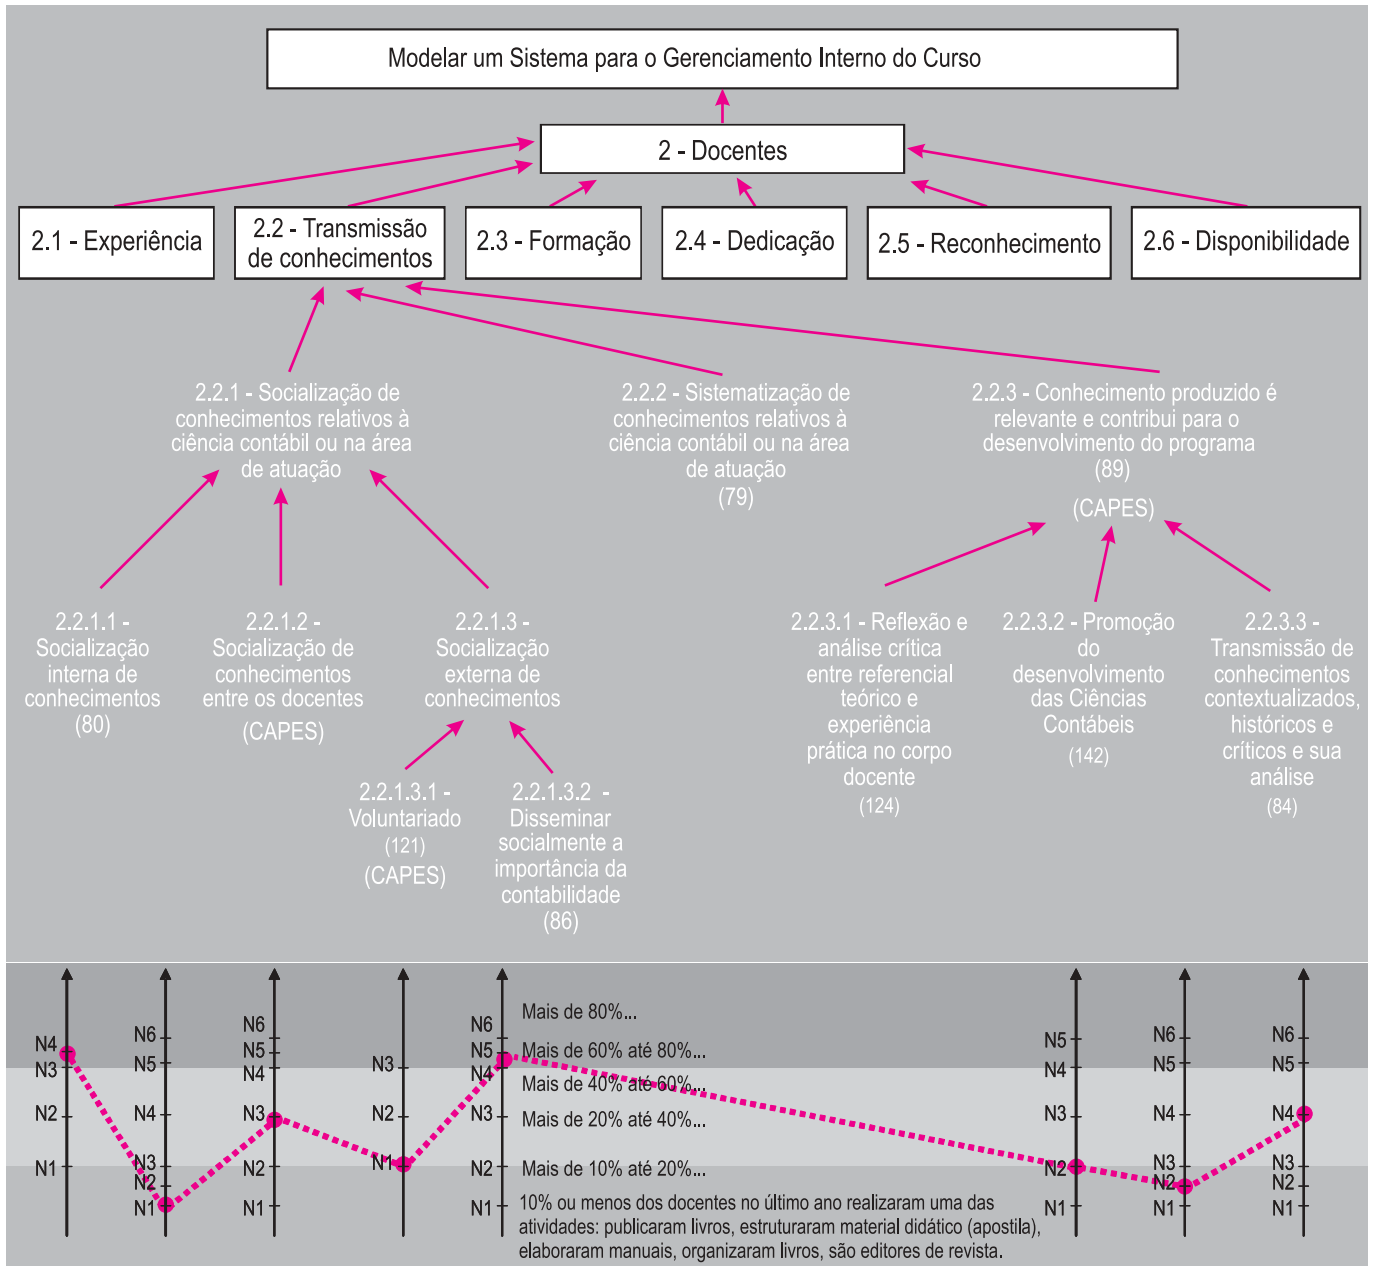 Modelar um Sistema para o Gerenciamento Interno do Curso
2 - Docentes
2.1 - Experiência
2.2 - Transmissão
de conhecimentos
2.3 - Formação
2.4 - Dedicação
2.5 - Reconhecimento
2.6 - Disponibilidade
2.2.1 - Socialização de
conhecimentos relativos à
ciência contábil ou na área
de atuação
2.2.2 - Sistematização de
conhecimentos relativos à
ciência contábil ou na área
de atuação
(79)
2.2.3 - Conhecimento produzido é
relevante e contribui para o
desenvolvimento do programa
(89)
(CAPES)
2.2.1.1 -
Socialização
interna de
conhecimentos
(80)
2.2.1.2 -
Socialização de
conhecimentos
entre os docentes
(CAPES)
2.2.1.3 -
Socialização
externa de
conhecimentos
2.2.3.1 - Reflexão e
análise crítica
entre referencial
teórico e
experiência
prática no corpo
docente
(124)
2.2.3.2 - Promoção
do
desenvolvimento
das Ciências
Contábeis
(142)
2.2.3.3 -
Transmissão de
conhecimentos
contextualizados,
históricos e
críticos e sua
análise
(84)
2.2.1.3.1 -
Voluntariado
(121)
(CAPES)
2.2.1.3.2 -
Disseminar
socialmente a
importância da
contabilidade
(86)
N4
N3
N2
N1
N6
N5
N4
N3
N2
N1
N6
N5
N4
N3
N2
N1
N3
N2
N1
N6
N5
N4
N3
N2
N1
Mais de 80%...
Mais de 60% até 80%...
Mais de 40% até 60%...
Mais de 20% até 40%...
Mais de 10% até 20%...
10% ou menos dos docentes no último ano realizaram uma das
atividades: publicaram livros, estruturaram material didático (apostila),
elaboraram manuais, organizaram livros, são editores de revista.
N5
N4
N3
N2
N1
N6
N5
N4
N3
N2
N1
N6
N5
N4
N3
N2
N1